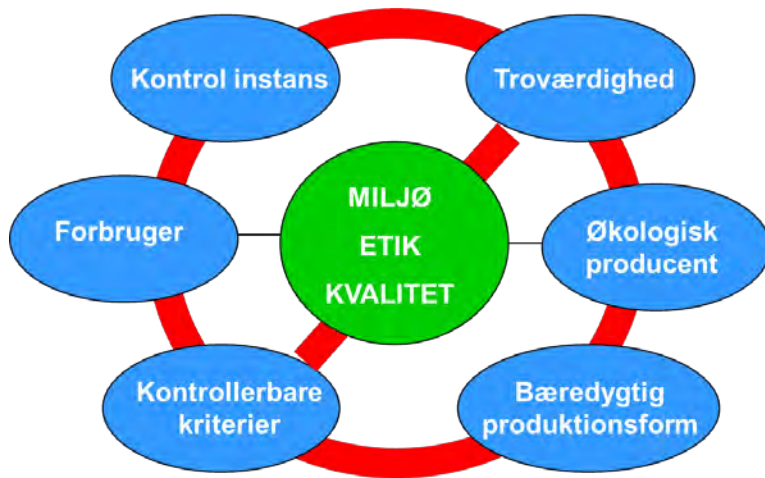 Kontrol instans
Troværdighed
Forbruger
MILJØ
ETIK
KVALITET
Økologisk
producent
Kontrollerbare
kriterier
Bæredygtig
produktionsform